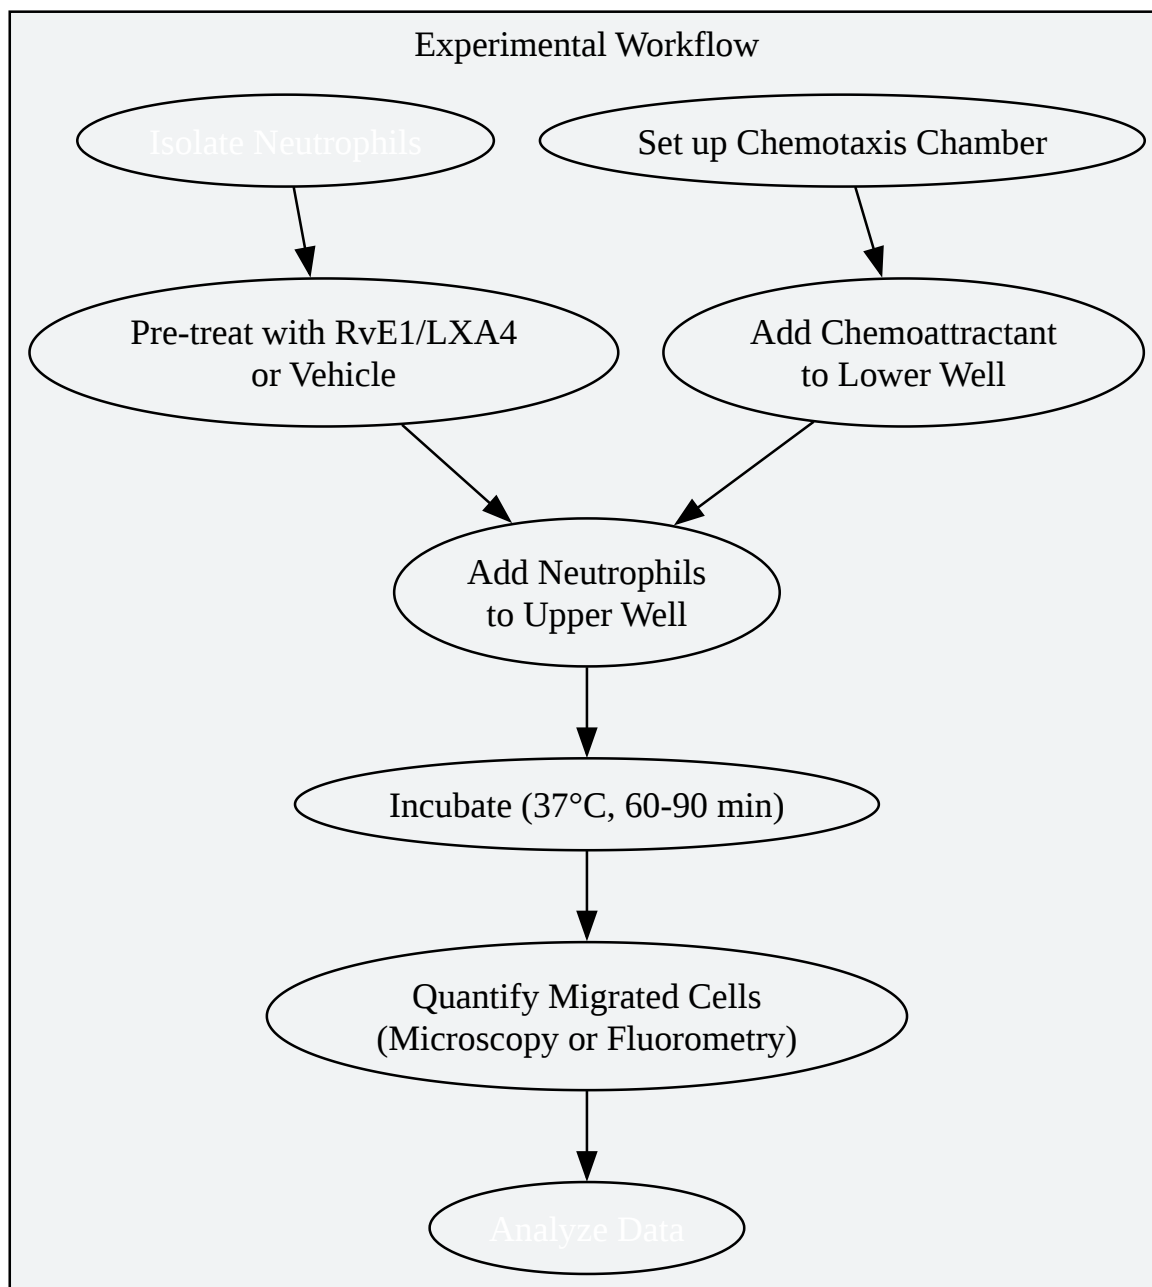 Experimental Workflow
Isolate Neutrophils
Set up Chemotaxis Chamber
Pre-treat with RvE1/LXA4
or Vehicle
Add Chemoattractant
to Lower Well
Add Neutrophils
to Upper Well
Incubate (37°C, 60-90 min)
Quantify Migrated Cells
(Microscopy or Fluorometry)
Analyze Data